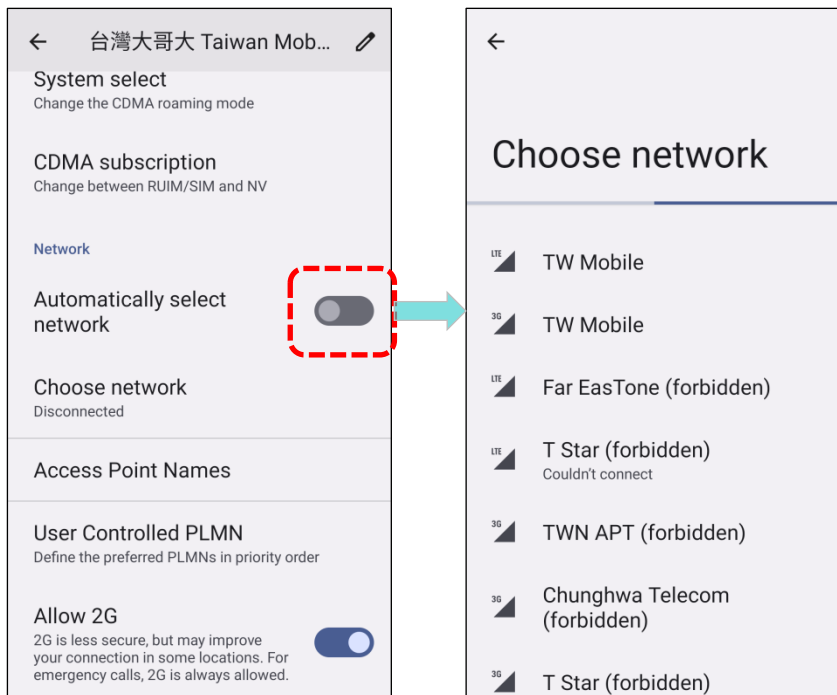 台灣大哥大 Taiwan Mob...
System select
Change the CDMA roaming mode
CDMA subscription
Change between RUIM/SIM and NV
Network
Automatically select
network
Choose network
Disconnected
Access Point Names
User Controlled PLMN
Define the preferred PLMNs in priority order
Allow 2G
2G is less secure, but may improve
your connection in some locations. For
emergency calls, 2G is always allowed.
Choose network
LTE TW Mobile
3G TW Mobile
LTE Far EasTone (forbidden)
LTE T Star (forbidden)
Couldn't connect
3G TWN APT (forbidden)
3G Chunghwa Telecom
(forbidden)
3G T Star (forbidden)